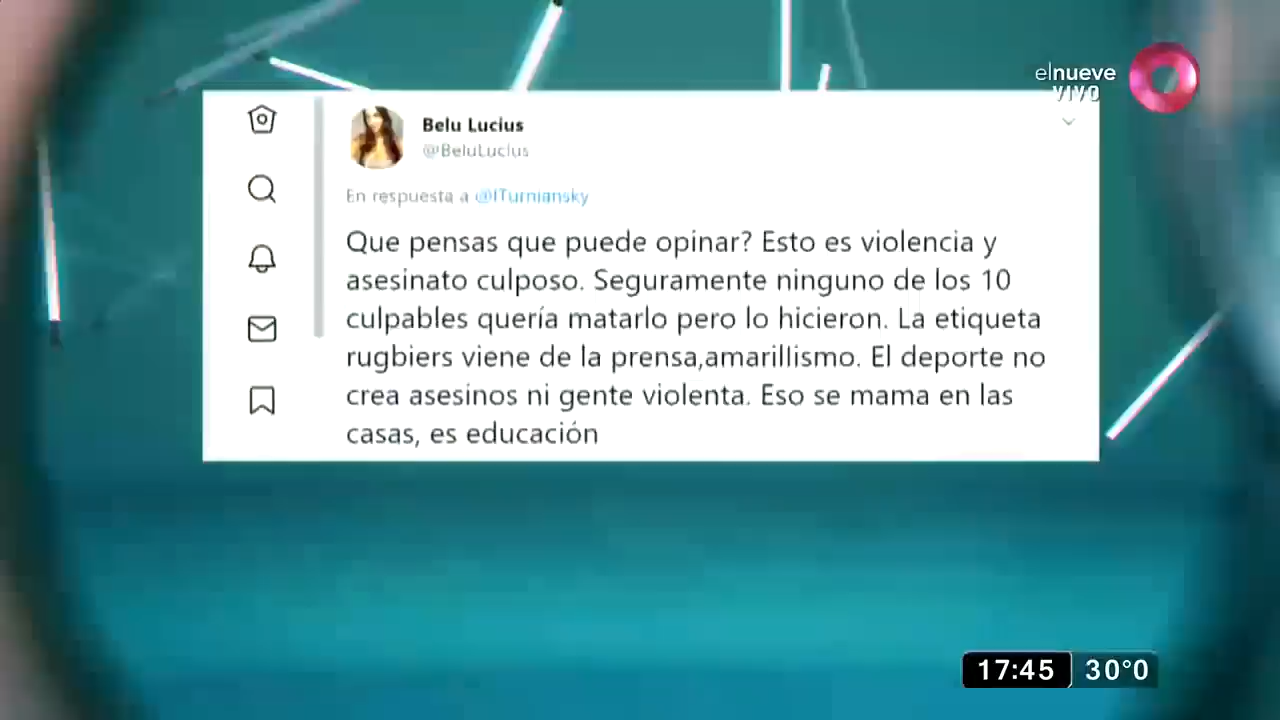 elnueve
VIVO
Belu Lucius
@BeluLucius
En respuesta a @ITurniansky
Que pensas que puede opinar? Esto es violencia y
asesinato culposo. Seguramente ninguno de los 10
culpables quería matarlo pero lo hicieron. La etiqueta
rugbiers viene de la prensa,amarillismo. El deporte no
crea asesinos ni gente violenta. Eso se mama en las
casas, es educación
17:45 30°0